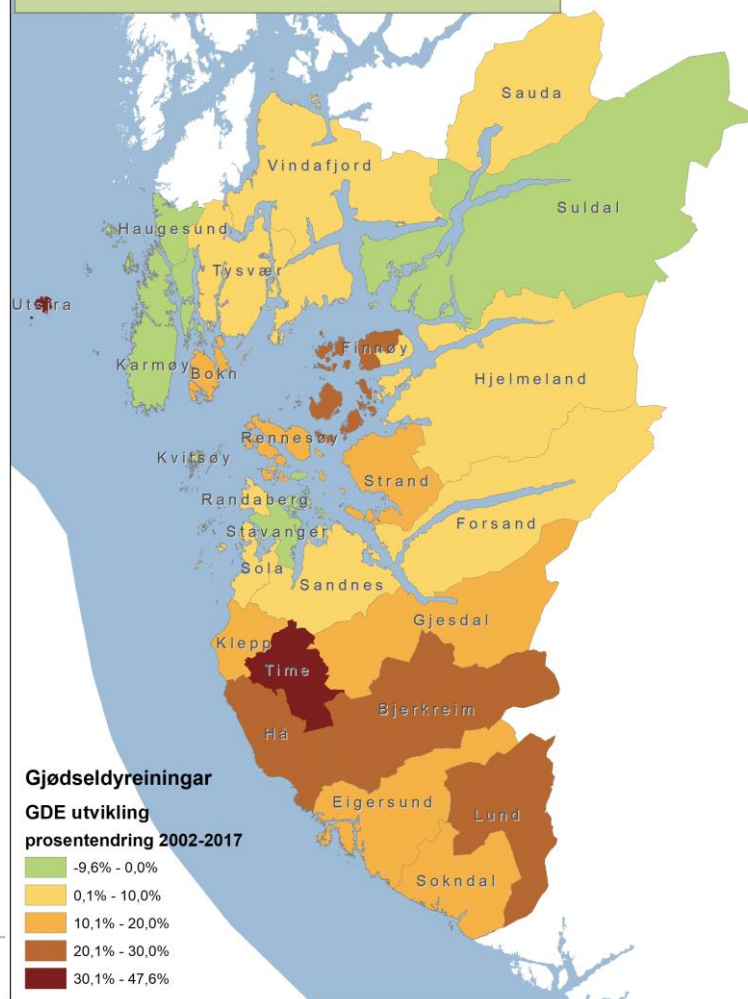 Sauda
Vindafjord
Suldal
Haugesund
Tysvær
Utsira
Finnøy
Karmøy
Bokn
Hjelmeland
Rennesøy
Kvitsøy
Strand
Randaberg
Stavanger
Forsand
Sola
Sandnes
Gjesdal
Klepp
Time
Bjerkreim
Hå
Eigersund
Lund
Sokndal
Gjødseldyreiningar
GDE utvikling
prosentendring 2002-2017
-9,6% - 0,0%
0,1% - 10,0%
10,1% - 20,0%
20,1% - 30,0%
30,1% - 47,6%